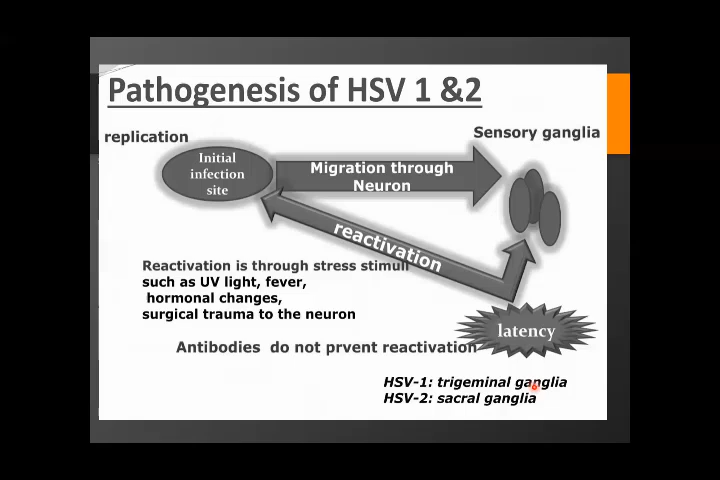 Pathogenesis of HSV 1 &2
replication
Sensory ganglia
Initial
infection
site
Migration through
Neuron
reactivation
Reactivation is through stress stimuli
such as UV light, fever,
hormonal changes,
surgical trauma to the neuron
latency
Antibodies do not prvent reactivation
HSV-1: trigeminal ganglia
HSV-2: sacral ganglia